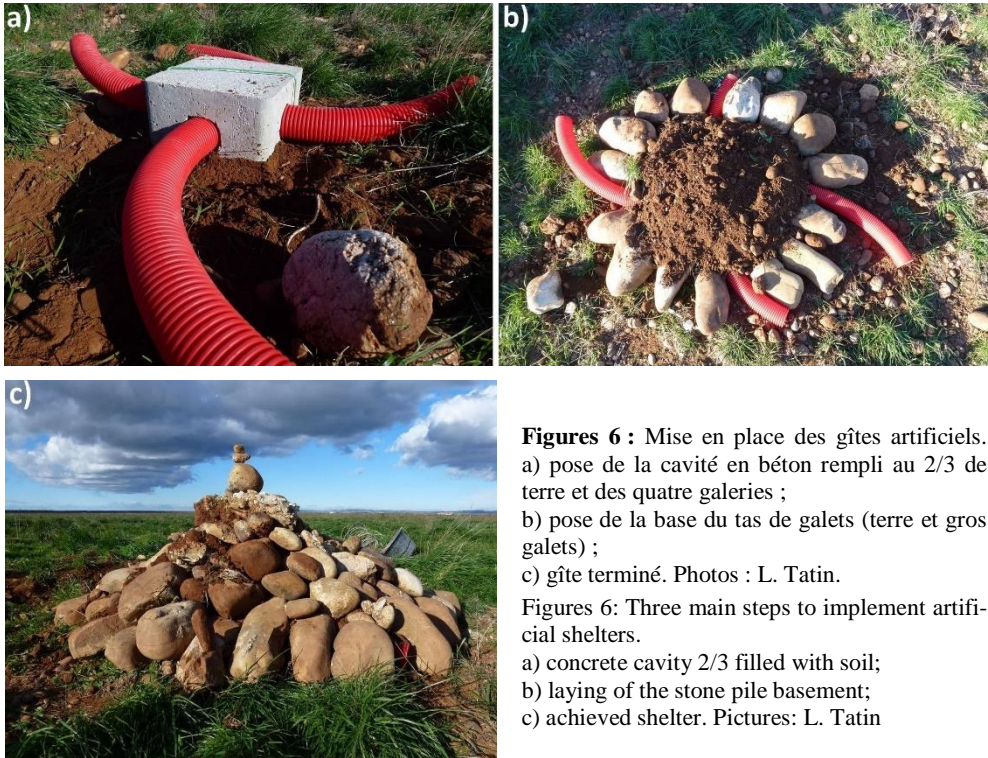 a)
b)
c)
Figures 6 : Mise en place des gîtes artificiels.
a) pose de la cavité en béton rempli au 2/3 de
terre et des quatre galeries ;
b) pose de la base du tas de galets (terre et gros
galets) ;
c) gîte terminé. Photos : L. Tatin.
Figures 6: Three main steps to implement artifi-
cial shelters.
a) concrete cavity 2/3 filled with soil;
b) laying of the stone pile basement;
c) achieved shelter. Pictures: L. Tatin